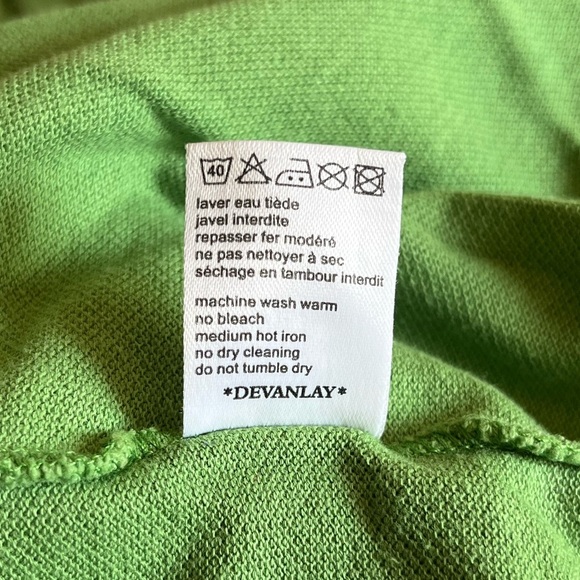 40
laver eau tiède
javel interdite
repasser fer modéré
ne pas nettoyer à sec
séchage en tambour interdit
machine wash warm
no bleach
medium hot iron
no dry cleaning
do not tumble dry
*DEVANLAY*